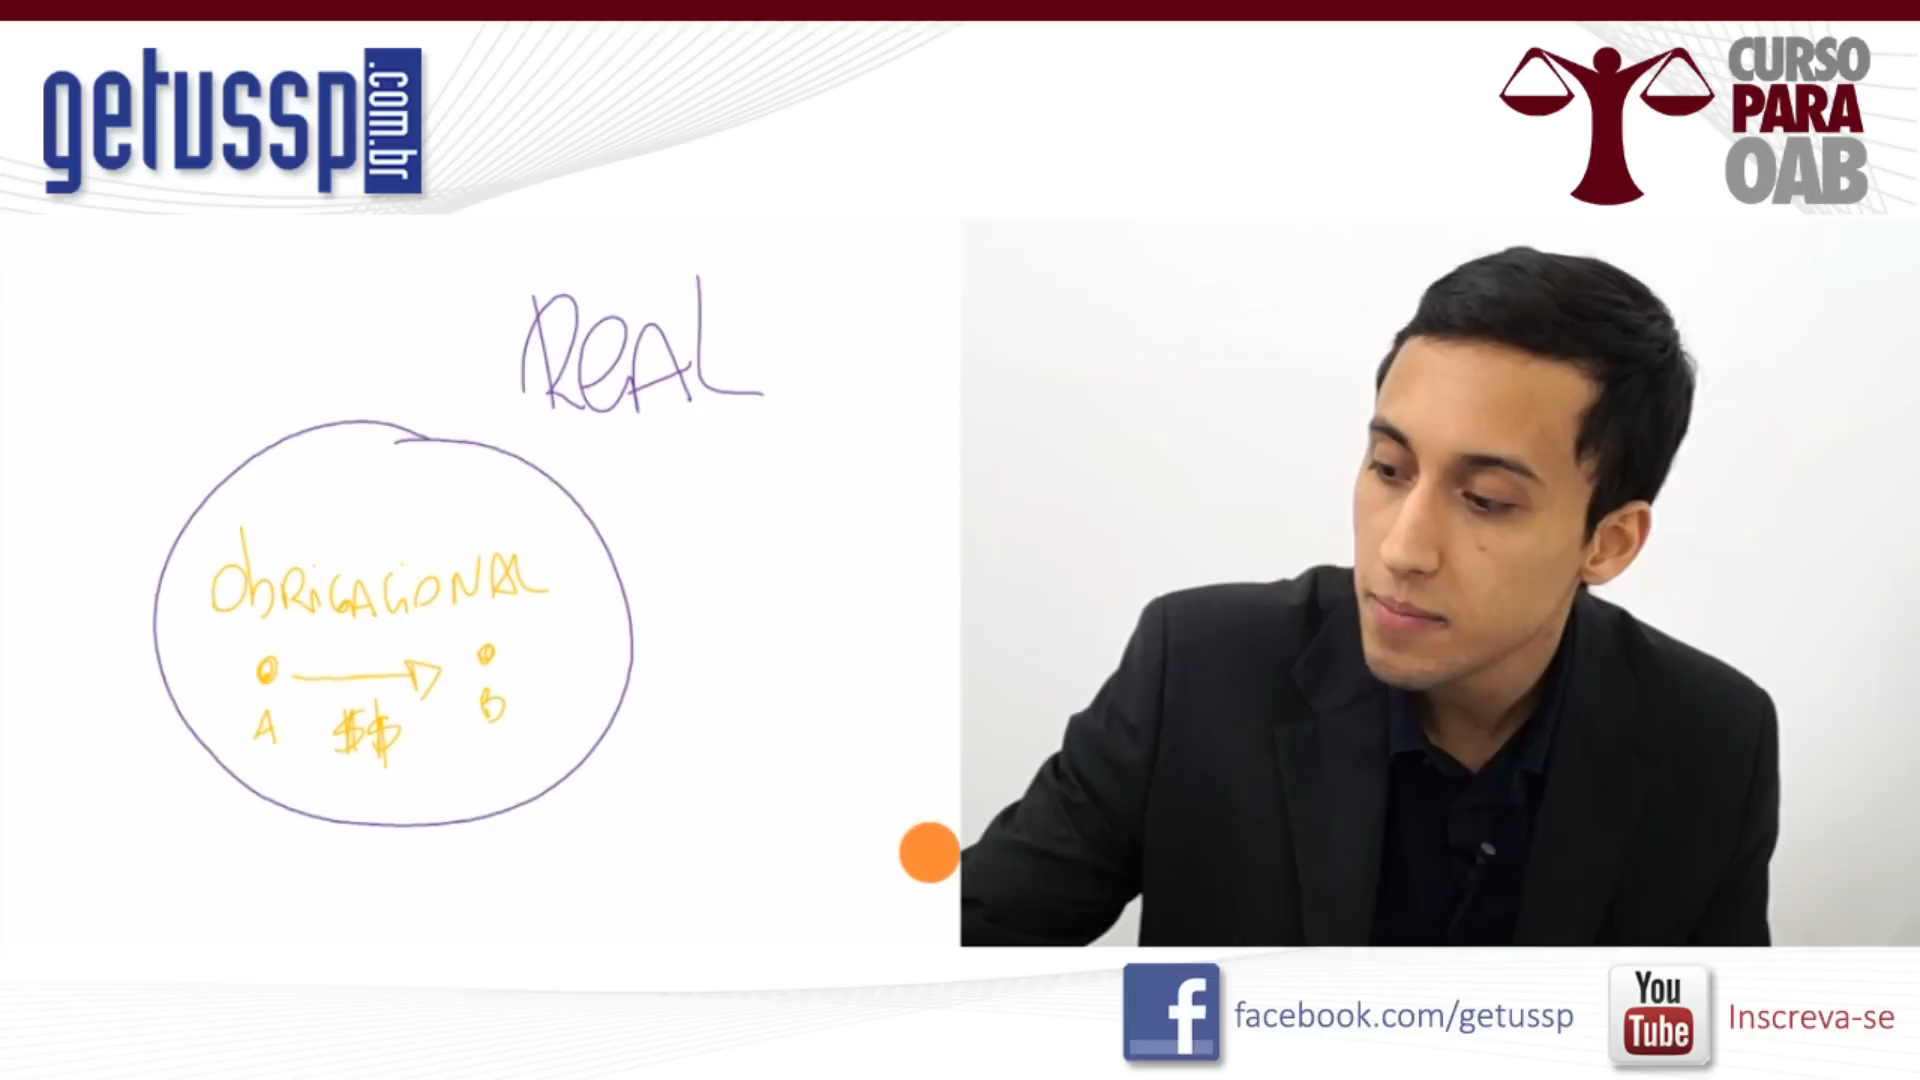 getussp.com.br
CURSO
PARA
OAB
REAL
ObRiGACiONAL
A $$ B
f facebook.com/getussp
You
Tube
Inscreva-se